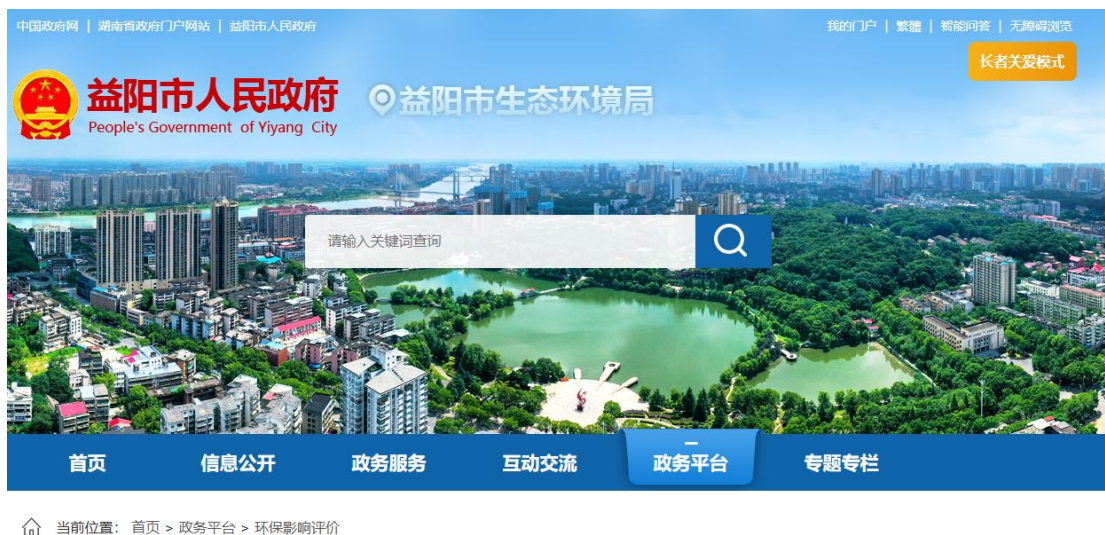 中国政府网 | 湖南省政府门户网站 | 益阳市人民政府
我的门户 | 繁體 | 智能问答 | 无障碍浏览
长者关爱模式
益阳市人民政府
People's Government of Yiyang City
益阳市生态环境局
请输入关键词查询
首页 信息公开 政务服务 互动交流 政务平台 专题专栏
当前位置： 首页 > 政务平台 > 环保影响评价